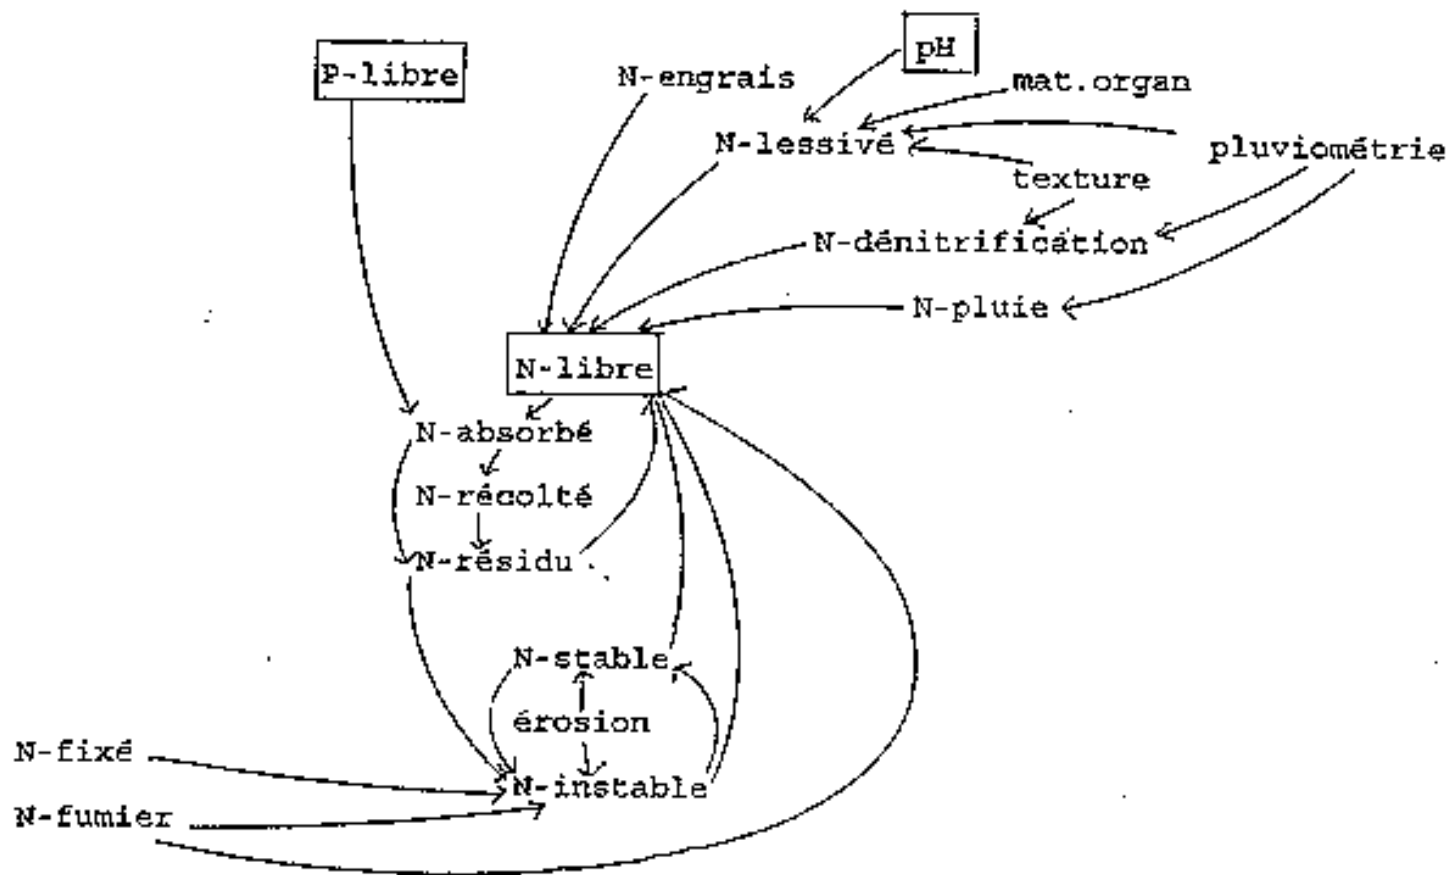 pH
P-libre
N-engrais
mat.organ
N-lessivé
pluviométrie
texture
N-dénitrification
N-pluie
N-libre
N-absorbé
N-récolté
N-résidu
N-stable
érosion
N-fixé
N-instable
N-fumier